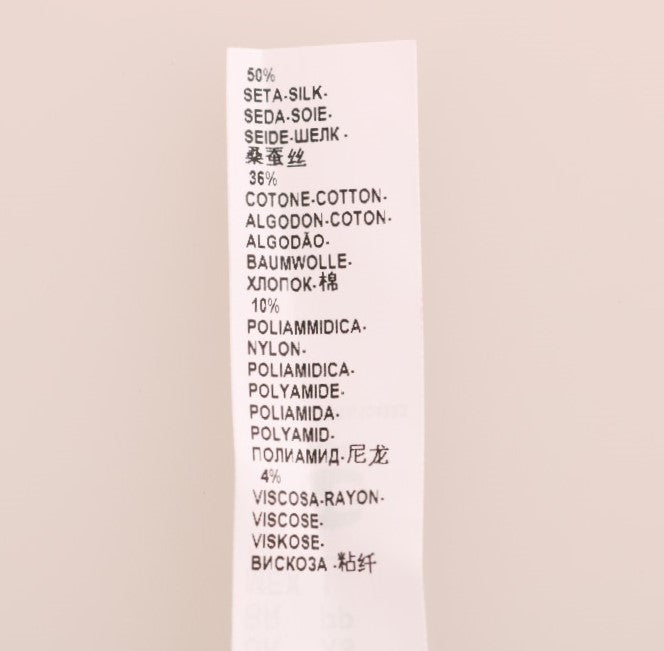 50%
SETA-SILK-
SEDA-SOIE-
SEIDE-ШЕЛК -
桑蚕丝
36%
COTONE-COTTON-
ALGODON-COTON-
ALGODÃO-
BAUMWOLLE-
ХЛОПОК-棉
10%
POLIAMMIDICA-
NYLON-
POLIAMIDICA-
POLYAMIDE-
POLIAMIDA-
POLYAMID-
ПОЛИАМИД-尼龙
4%
VISCOSA-RAYON-
VISCOSE-
VISKOSE-
ВИСКОЗА -粘纤